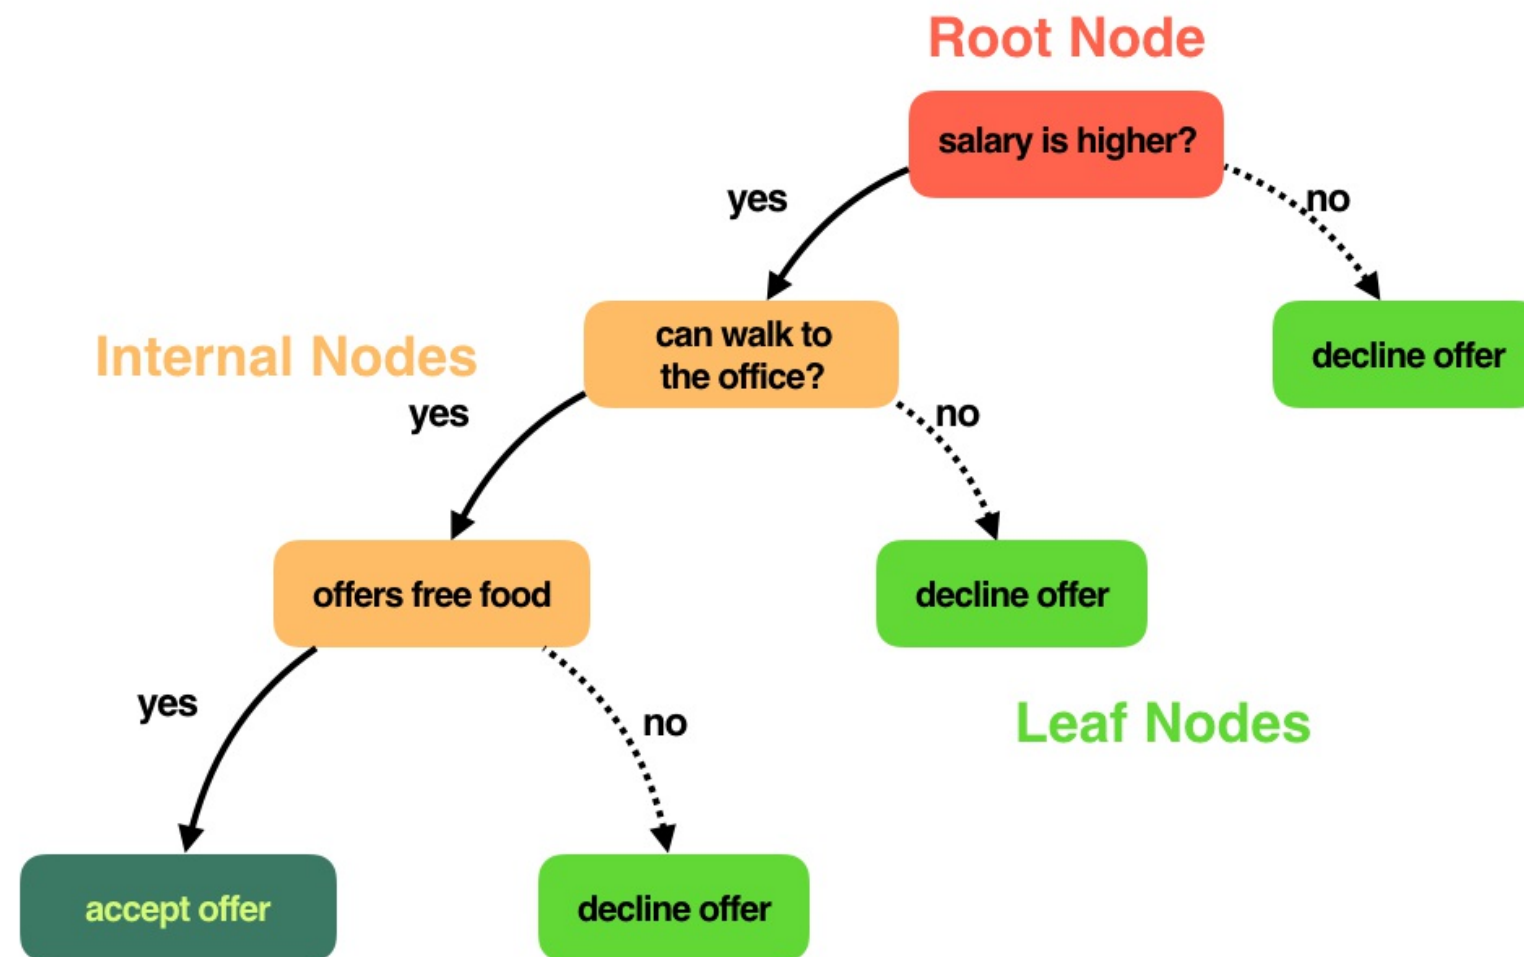 Root Node
salary is higher?
yes
no
Internal Nodes
can walk to
the office?
decline offer
yes
no
offers free food
decline offer
yes
no
Leaf Nodes
accept offer
decline offer